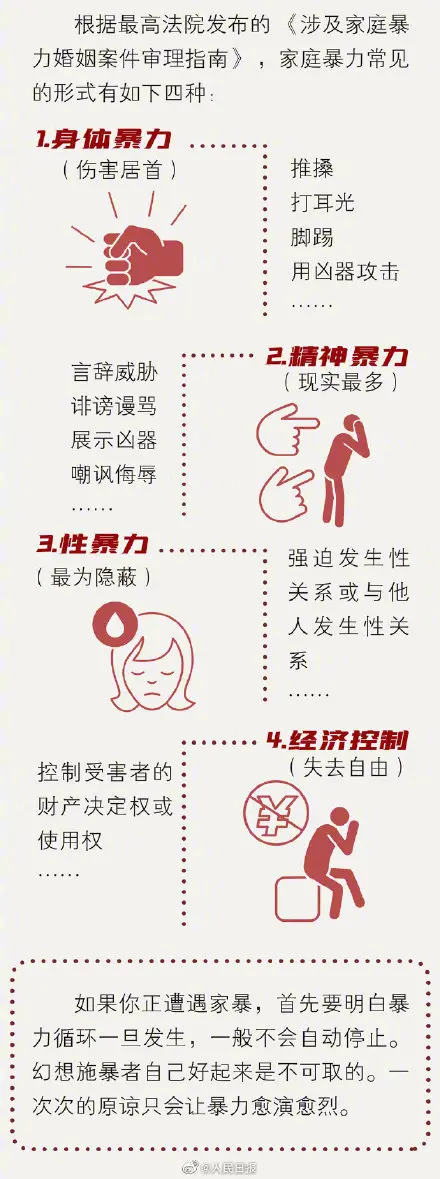 根据最高法院发布的《涉及家庭暴
力婚姻案件审理指南》，家庭暴力常见
的形式有如下四种：
1.身体暴力
（伤害居首）
推搡
打耳光
脚踢
用凶器攻击
……
2.精神暴力
（现实最多）
言辞威胁
诽谤谩骂
展示凶器
嘲讽侮辱
……
3.性暴力
（最为隐蔽）
强迫发生性
关系或与他
人发生性关
系
……
4.经济控制
（失去自由）
控制受害者的
财产决定权或
使用权
……
¥
如果你正遭遇家暴，首先要明白暴
力循环一旦发生，一般不会自动停止。
幻想施暴者自己好起来是不可取的。一
次次的原谅只会让暴力愈演愈烈。
@人民日报